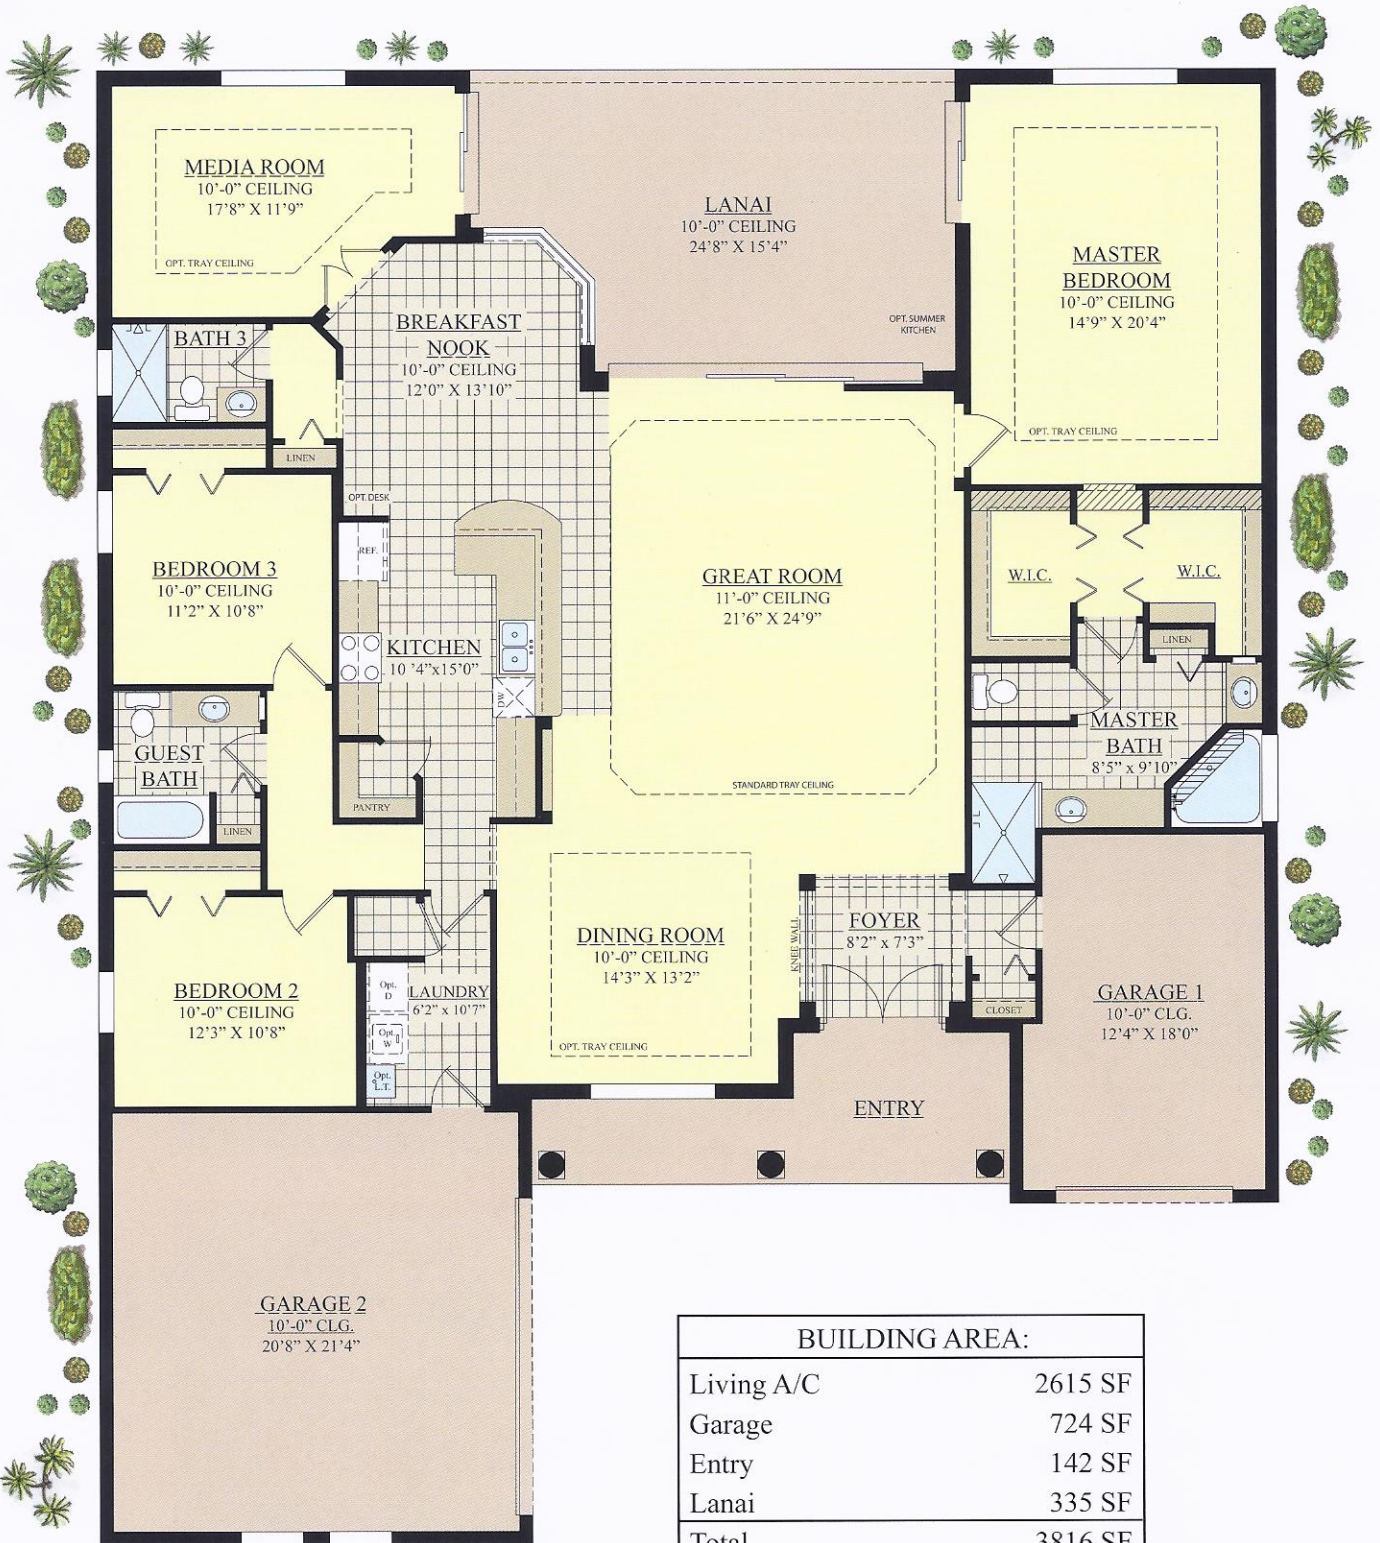 MEDIA ROOM
10'-0" CEILING
17'8" X 11'9"
OPT. TRAY CEILING
LANAI
10'-0" CEILING
24'8" X 15'4"
OPT. SUMMER
KITCHEN
MASTER
BEDROOM
10'-0" CEILING
14'9" X 20'4"
OPT. TRAY CEILING
BREAKFAST
NOOK
10'-0" CEILING
12'0" X 13'10"
BATH 3
LINEN
OPT. DESK
REF.
BEDROOM 3
10'-0" CEILING
11'2" X 10'8"
GREAT ROOM
11'-0" CEILING
21'6" X 24'9"
STANDARD TRAY CEILING
W.I.C.
W.I.C.
LINEN
KITCHEN
10 '4"x15'0"
DW
PANTRY
MASTER
BATH
8'5" x 9'10"
GUEST
BATH
LINEN
DINING ROOM
10'-0" CEILING
14'3" X 13'2"
OPT. TRAY CEILING
KNEE WALL
FOYER
8'2" x 7'3"
CLOSET
BEDROOM 2
10'-0" CEILING
12'3" X 10'8"
LAUNDRY
6'2" x 10'7"
Opt.
D
Opt.
W
Opt.
L.T.
GARAGE 1
10'-0" CLG.
12'4" X 18'0"
ENTRY
GARAGE 2
10'-0" CLG.
20'8" X 21'4"
BUILDING AREA:
Living A/C 2615 SF
Garage 724 SF
Entry 142 SF
Lanai 335 SF
Total 3816 SF